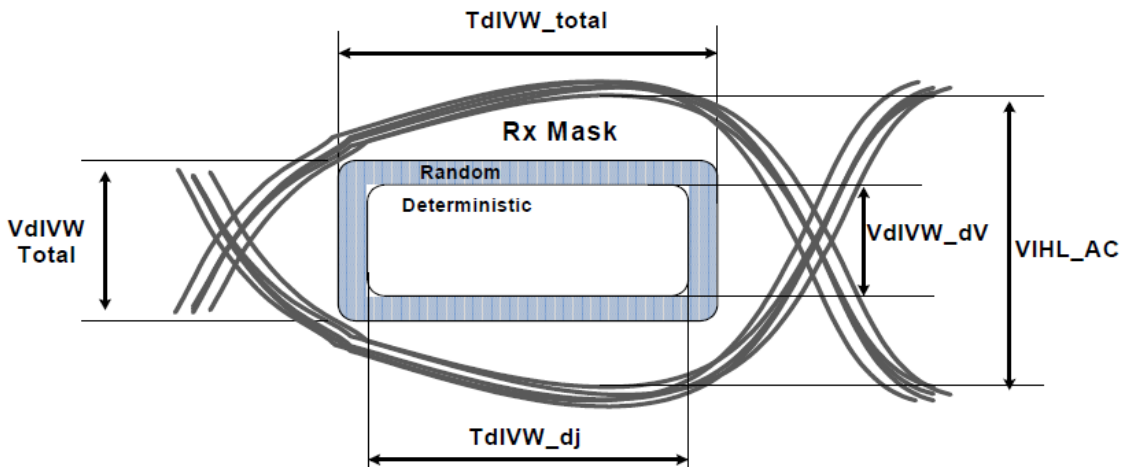 TdIVW_total
Rx Mask
Random
Deterministic
VdIVW
Total
VdIVW_dV
VIHL_AC
TdIVW_dj